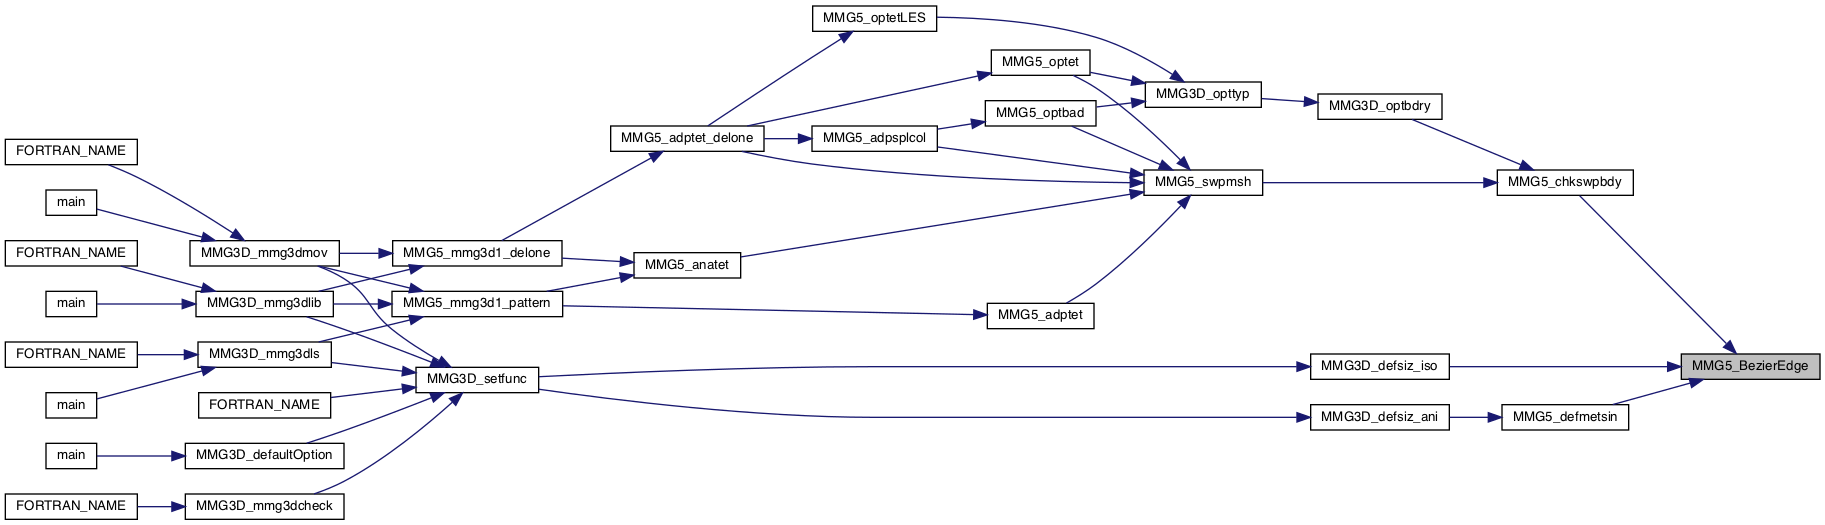 MMG5_optetLES
MMG5_optet
MMG3D_opttyp
MMG3D_optbdry
MMG5_optbad
MMG5_adptet_delone
MMG5_adpsplcol
FORTRAN_NAME
MMG5_swpmsh
MMG5_chkswpbdy
main
FORTRAN_NAME
MMG3D_mmg3dmov
MMG5_mmg3d1_delone
MMG5_anatet
main
MMG3D_mmg3dlib
MMG5_mmg3d1_pattern
MMG5_adptet
FORTRAN_NAME
MMG3D_mmg3dls
MMG3D_setfunc
MMG3D_defsiz_iso
MMG5_BezierEdge
main
FORTRAN_NAME
MMG3D_defsiz_ani
MMG5_defmetsin
main
MMG3D_defaultOption
FORTRAN_NAME
MMG3D_mmg3dcheck